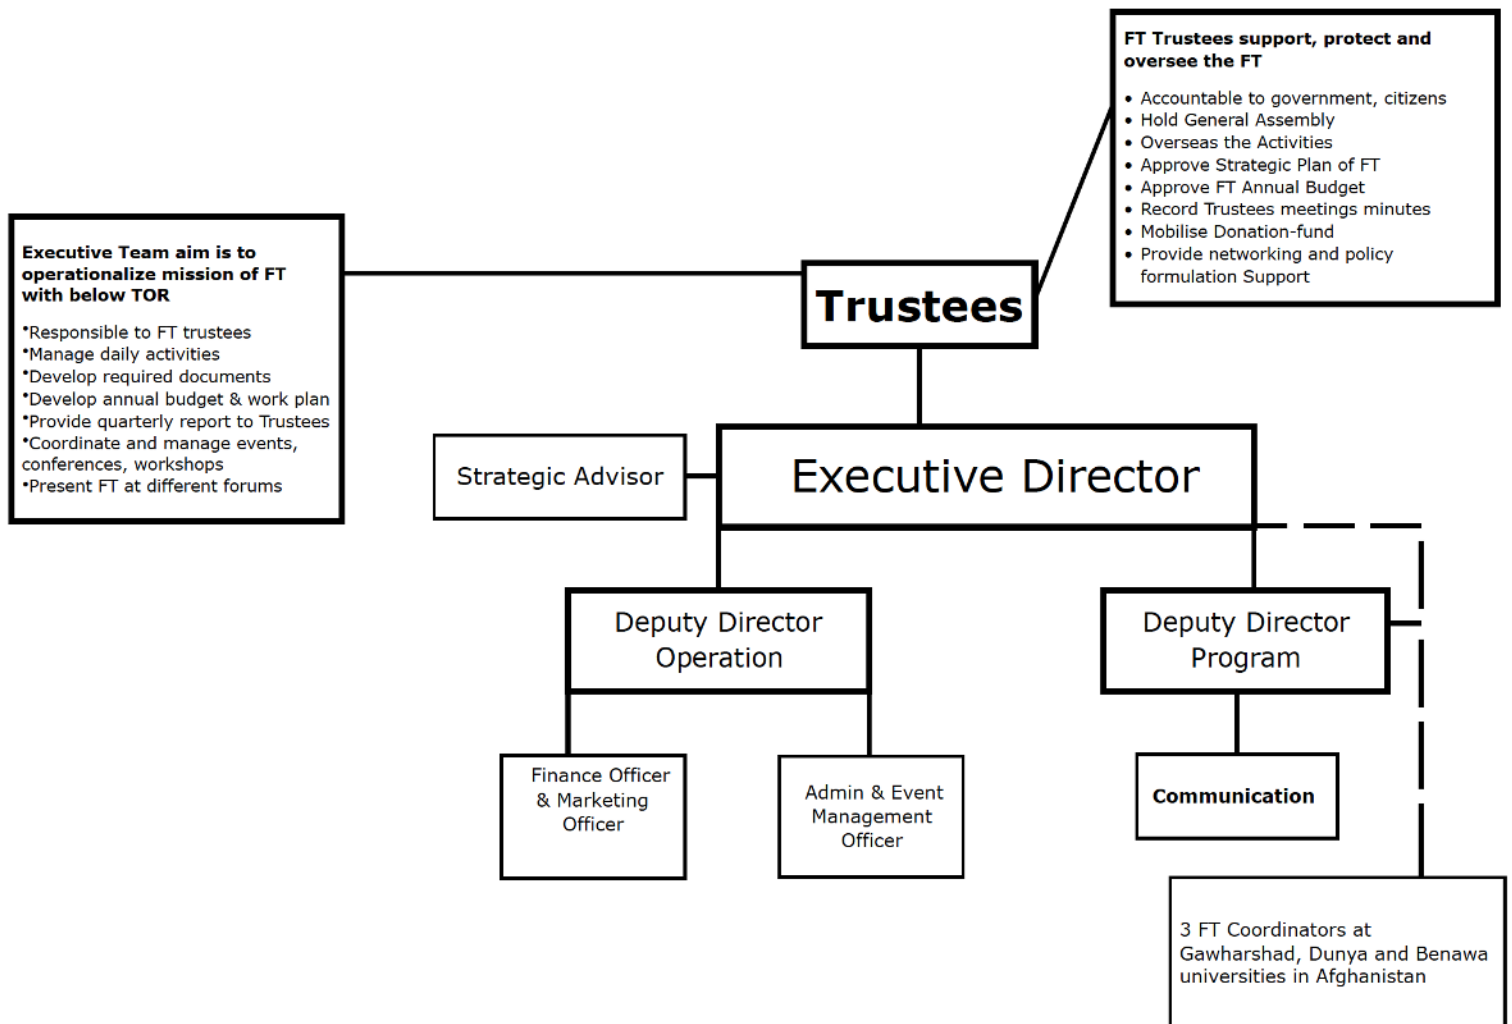 FT Trustees support, protect and
oversee the FT
• Accountable to government, citizens
• Hold General Assembly
• Overseas the Activities
• Approve Strategic Plan of FT
• Approve FT Annual Budget
• Record Trustees meetings minutes
• Mobilise Donation-fund
• Provide networking and policy
formulation Support
Executive Team aim is to
operationalize mission of FT
with below TOR
•Responsible to FT trustees
•Manage daily activities
•Develop required documents
•Develop annual budget & work plan
•Provide quarterly report to Trustees
•Coordinate and manage events,
conferences, workshops
•Present FT at different forums
Trustees
Strategic Advisor
Executive Director
Deputy Director
Operation
Deputy Director
Program
Finance Officer
& Marketing
Officer
Admin & Event
Management
Officer
Communication
3 FT Coordinators at
Gawharshad, Dunya and Benawa
universities in Afghanistan